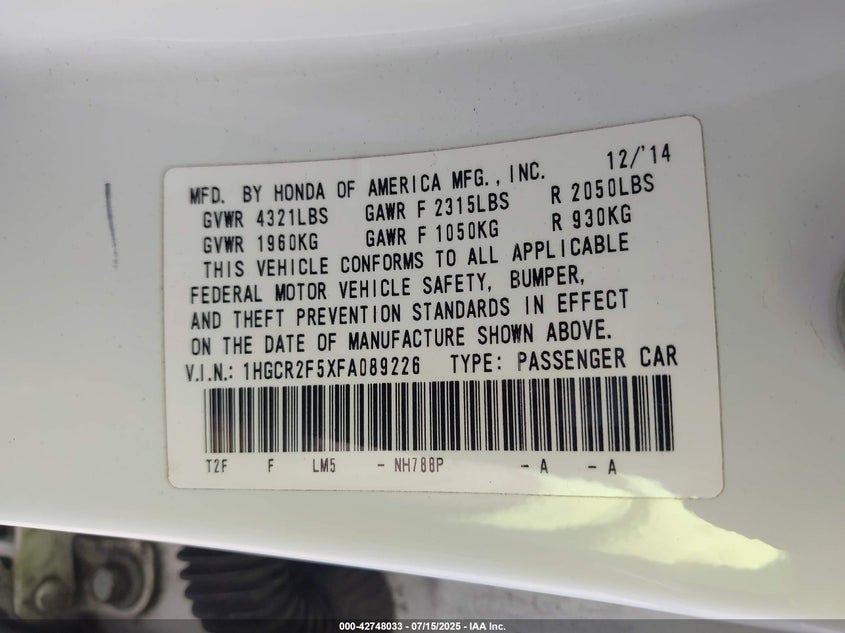 MFD. BY HONDA OF AMERICA MFG., INC. 12/'14
GVWR 4321LBS GAWR F 2315LBS R 2050LBS
GVWR 1960KG GAWR F 1050KG R 930KG
THIS VEHICLE CONFORMS TO ALL APPLICABLE
FEDERAL MOTOR VEHICLE SAFETY, BUMPER,
AND THEFT PREVENTION STANDARDS IN EFFECT
ON THE DATE OF MANUFACTURE SHOWN ABOVE.
V.I.N.: 1HGCR2F5XFA089226 TYPE: PASSENGER CAR
T2F F LM5 - NH788P - A - A
000-42748033 - 07/15/2025 - IAA Inc.